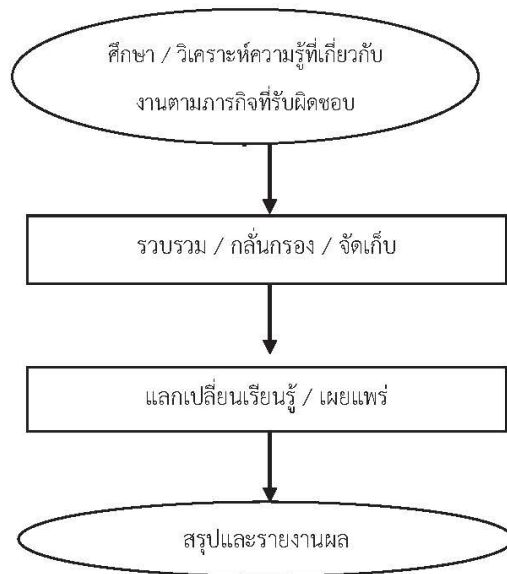 ศึกษา / วิเคราะห์ความรู้ที่เกี่ยวกับ
งานตามภารกิจที่รับผิดชอบ
รวบรวม / กลั่นกรอง / จัดเก็บ
แลกเปลี่ยนเรียนรู้ / เผยแพร่
สรุปและรายงานผล